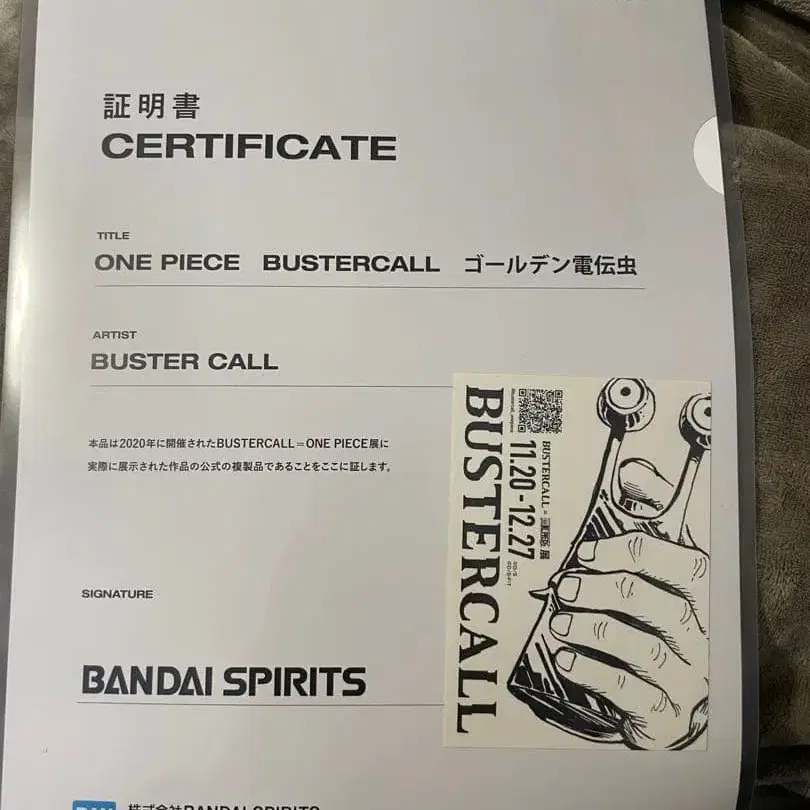 証明書
CERTIFICATE
TITLE
ONE PIECE BUSTERCALL ゴールデン電伝虫
ARTIST
BUSTER CALL
本品は2020年に開催されたBUSTERCALL=ONE PIECE展に
実際に展示された作品の公式の複製品であることをここに証します。
SIGNATURE
BANDAI SPIRITS
株式会社BANDAI SPIRITS
BUSTERCALL
11.20-12.27
BUSTERCALL= 展